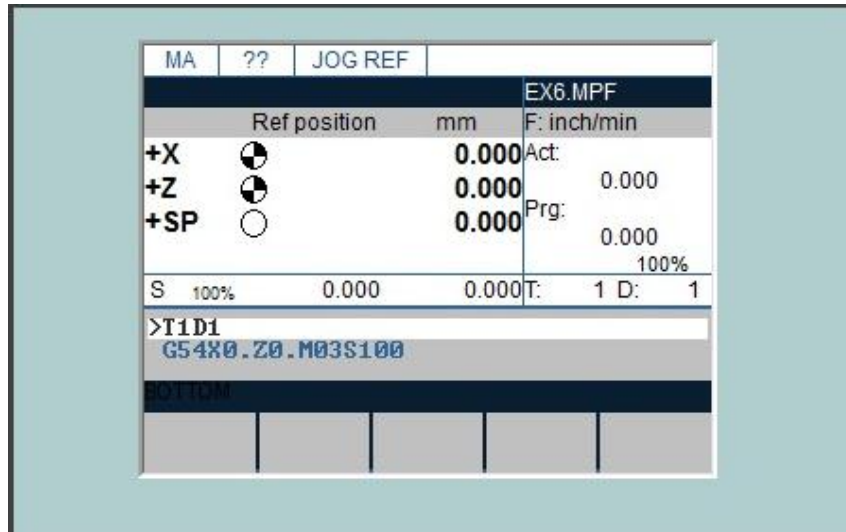 MA ?? JOG REF
EX6.MPF
Ref position mm F: inch/min
+X 0.000 Act:
0.000
+Z 0.000
Prg:
+SP 0.000
0.000
100%
S 100% 0.000 0.000 T: 1 D: 1
>T1D1
G54X0.Z0.M03S100
BOTTOM